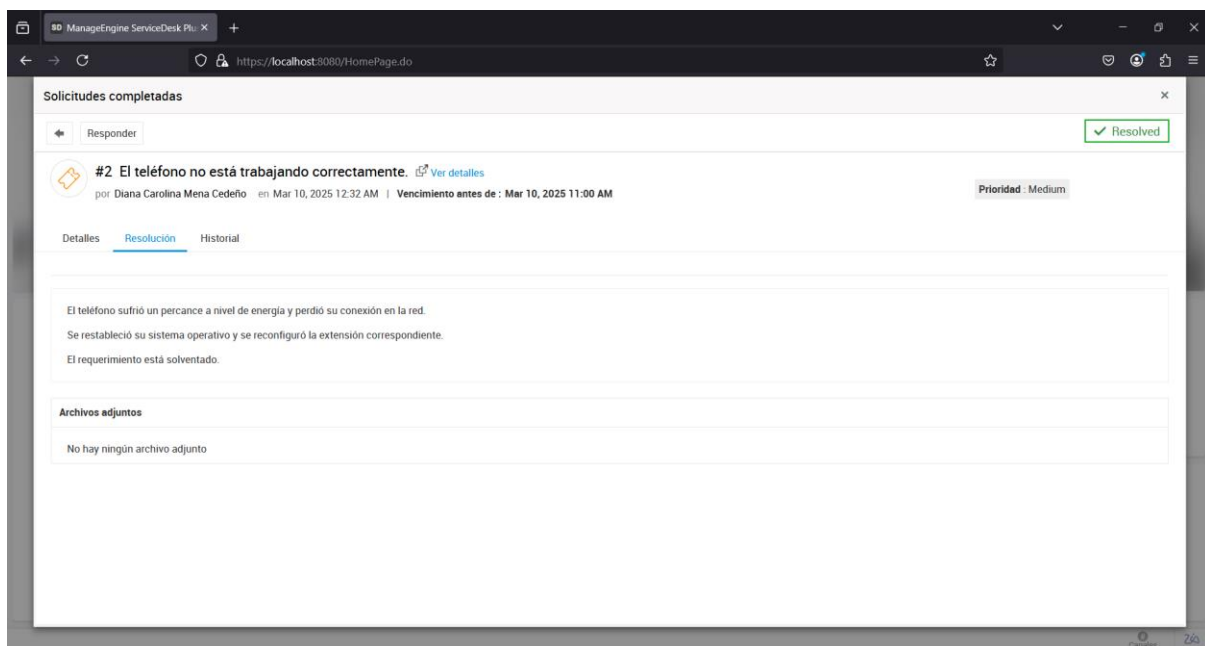 SD ManageEngine ServiceDesk Plu
https://localhost:8080/HomePage.do
Solicitudes completadas
Responder
Resolved
#2 El teléfono no está trabajando correctamente. Ver detalles
por Diana Carolina Mena Cedeño en Mar 10, 2025 12:32 AM | Vencimiento antes de : Mar 10, 2025 11:00 AM
Prioridad : Medium
Detalles Resolución Historial
El teléfono sufrió un percance a nivel de energía y perdió su conexión en la red.
Se restableció su sistema operativo y se reconfiguró la extensión correspondiente.
El requerimiento está solventado.
Archivos adjuntos
No hay ningún archivo adjunto